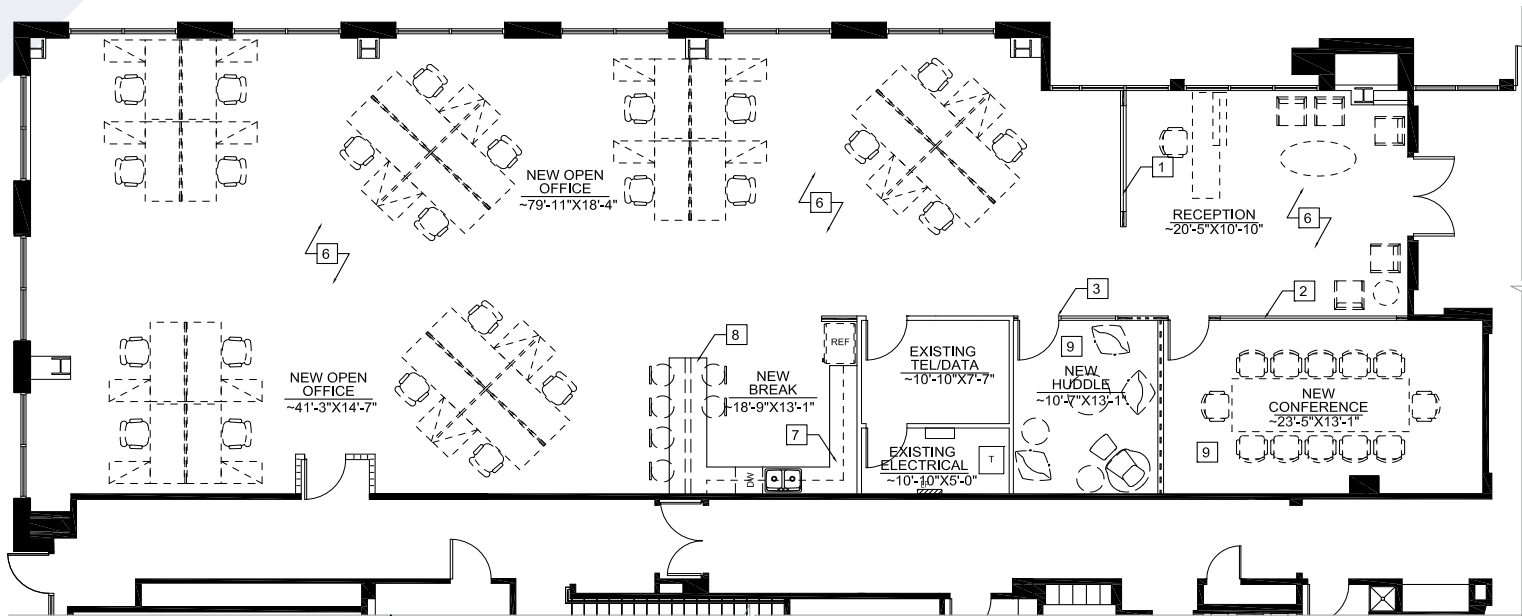 NEW OPEN
OFFICE
~79'-11"X18'-4"
6
6
1
RECEPTION
~20'-5"X10'-10"
6
3
2
8
REF
9
EXISTING
TEL/DATA
~10'-10"X7'-7"
NEW
HUDDLE
~10'-7"X13'-1"
NEW OPEN
OFFICE
~41'-3"X14'-7"
NEW
BREAK
~18'-9"X13'-1"
NEW
CONFERENCE
~23'-5"X13'-1"
7
EXISTING
ELECTRICAL
~10'-10"X5'-0"
T
9
DW